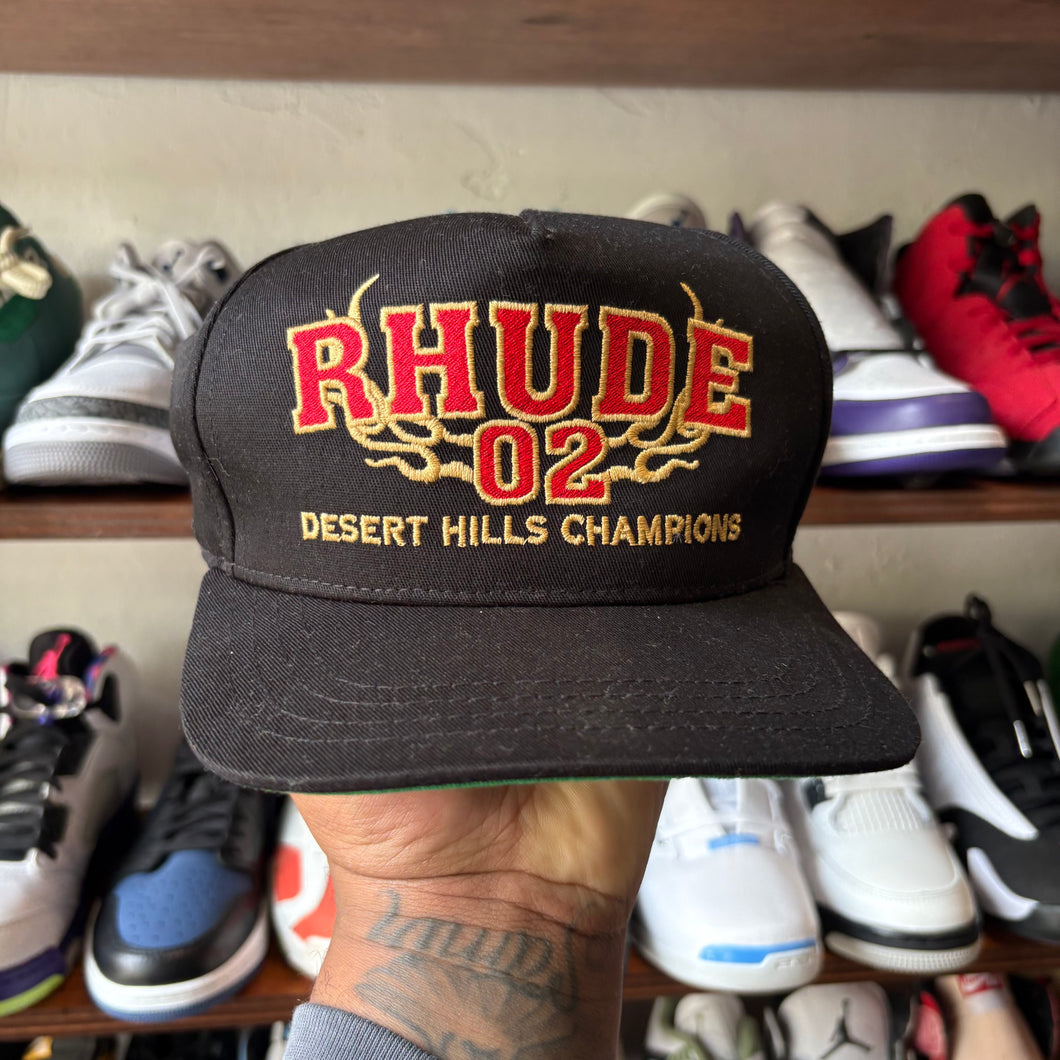 RHUDE
02
DESERT HILLS CHAMPIONS